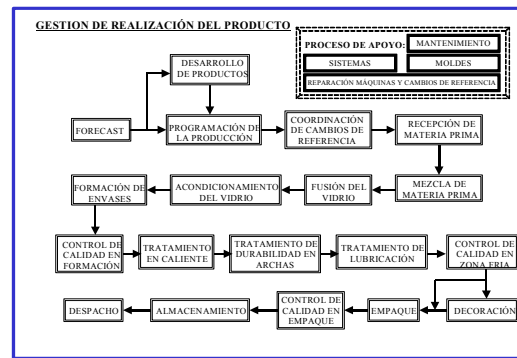 GESTION DE REALIZACIÓN DEL PRODUCTO
PROCESO DE APOYO:
MANTENIMIENTO
SISTEMAS
MOLDES
REPARACIÓN MÁQUINAS Y CAMBIOS DE REFERENCIA
DESARROLLO
DE PRODUCTOS
FORECAST
PROGRAMACIÓN DE
LA PRODUCCIÓN
COORDINACIÓN
DE CAMBIOS DE
REFERENCIA
RECEPCIÓN DE
MATERIA PRIMA
FORMACIÓN DE
ENVASES
ACONDICIONAMIENTO
DEL VIDRIO
FUSIÓN DEL
VIDRIO
MEZCLA DE
MATERIA PRIMA
CONTROL DE
CALIDAD EN
FORMACIÓN
TRATAMIENTO
EN CALIENTE
TRATAMIENTO DE
DURABILIDAD EN
ARCHAS
TRATAMIENTO DE
LUBRICACIÓN
CONTROL DE
CALIDAD EN
ZONA FRIA
DESPACHO
ALMACENAMIENTO
CONTROL DE
CALIDAD EN
EMPAQUE
EMPAQUE
DECORACIÓN